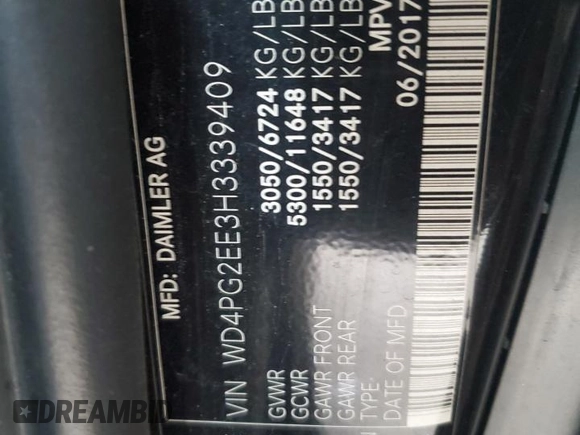 MFD: DAIMLER AG
VIN WD4PG2EE3H3339409
GVWR 3050/6724 KG/LB
GCWR 5300/11648 KG/LB
GAWR FRONT 1550/3417 KG/LB
GAWR REAR 1550/3417 KG/LB
TYPE: MPV
DATE OF MFD. 06/2017
DREAMBID